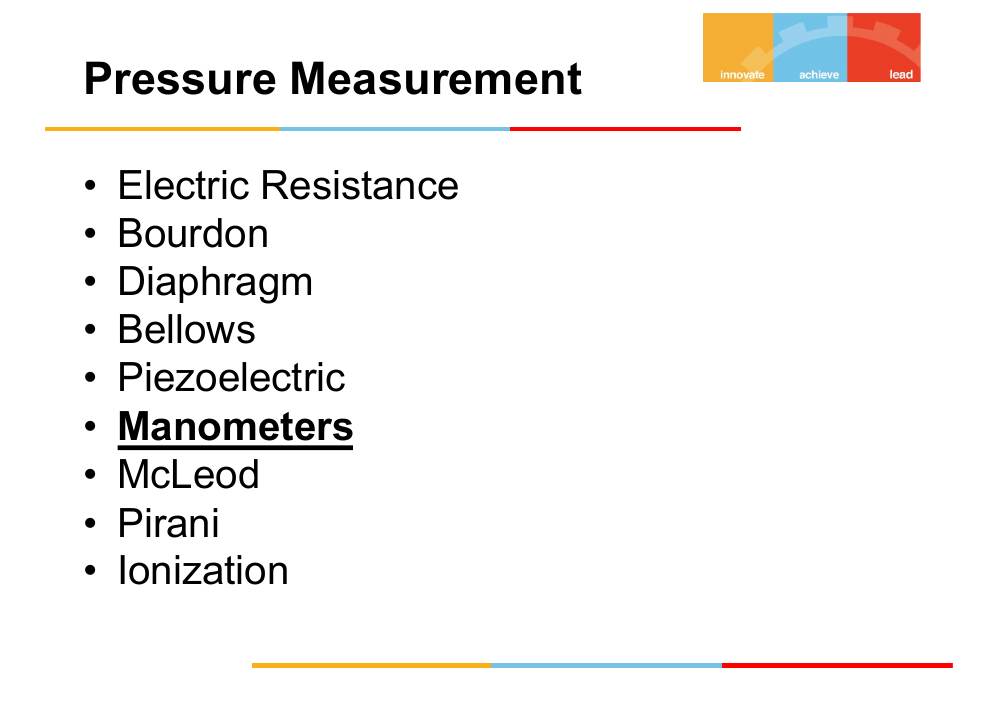 innovate achieve lead
Pressure Measurement
• Electric Resistance
• Bourdon
• Diaphragm
• Bellows
• Piezoelectric
• Manometers
• McLeod
• Pirani
• Ionization